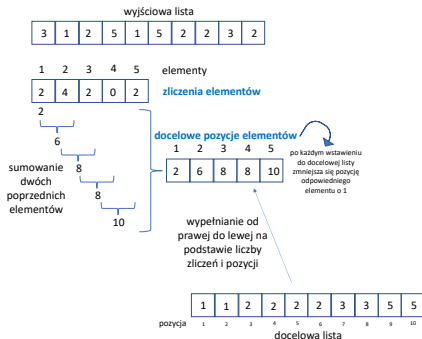 wyjściowa lista
3 1 2 5 1 5 2 2 3 2
1 2 3 4 5 elementy
2 4 2 0 2 zliczenia elementów
2
6
8
8
10
sumowanie
dwóch
poprzednich
elementów
docelowe pozycje elementów
1 2 3 4 5
2 6 8 8 10
po każdym wstawieniu
do docelowej listy
zmniejsza się pozycję
odpowiedniego
elementu o 1
wypełnianie od
prawej do lewej na
podstawie liczby
zliczeń i pozycji
1 1 2 2 2 2 3 3 5 5
pozycja 1 2 3 4 5 6 7 8 9 10
docelowa lista